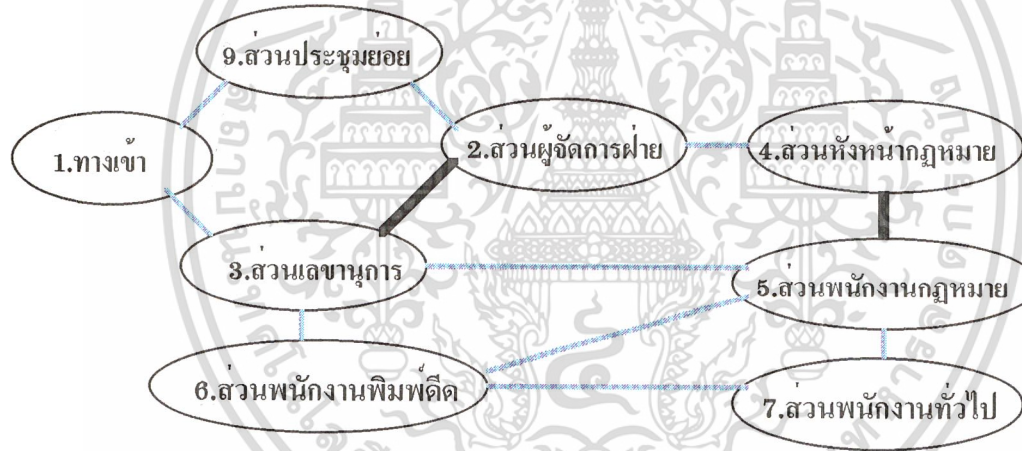 9.ส่วนประชุมย่อย
1.ทางเข้า
2.ส่วนผู้จัดการฝ่าย
4.ส่วนหังหน้ากฏหมาย
3.ส่วนเลขานุการ
5.ส่วนพนักงานกฏหมาย
6.ส่วนพนักงานพิมพ์ดีด
7.ส่วนพนักงานทั่วไป